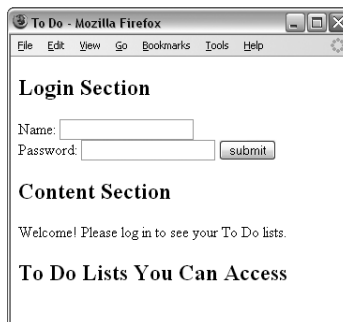 To Do - Mozilla Firefox
File Edit View Go Bookmarks Tools Help
Login Section
Name:
Password: submit
Content Section
Welcome! Please log in to see your To Do lists.
To Do Lists You Can Access